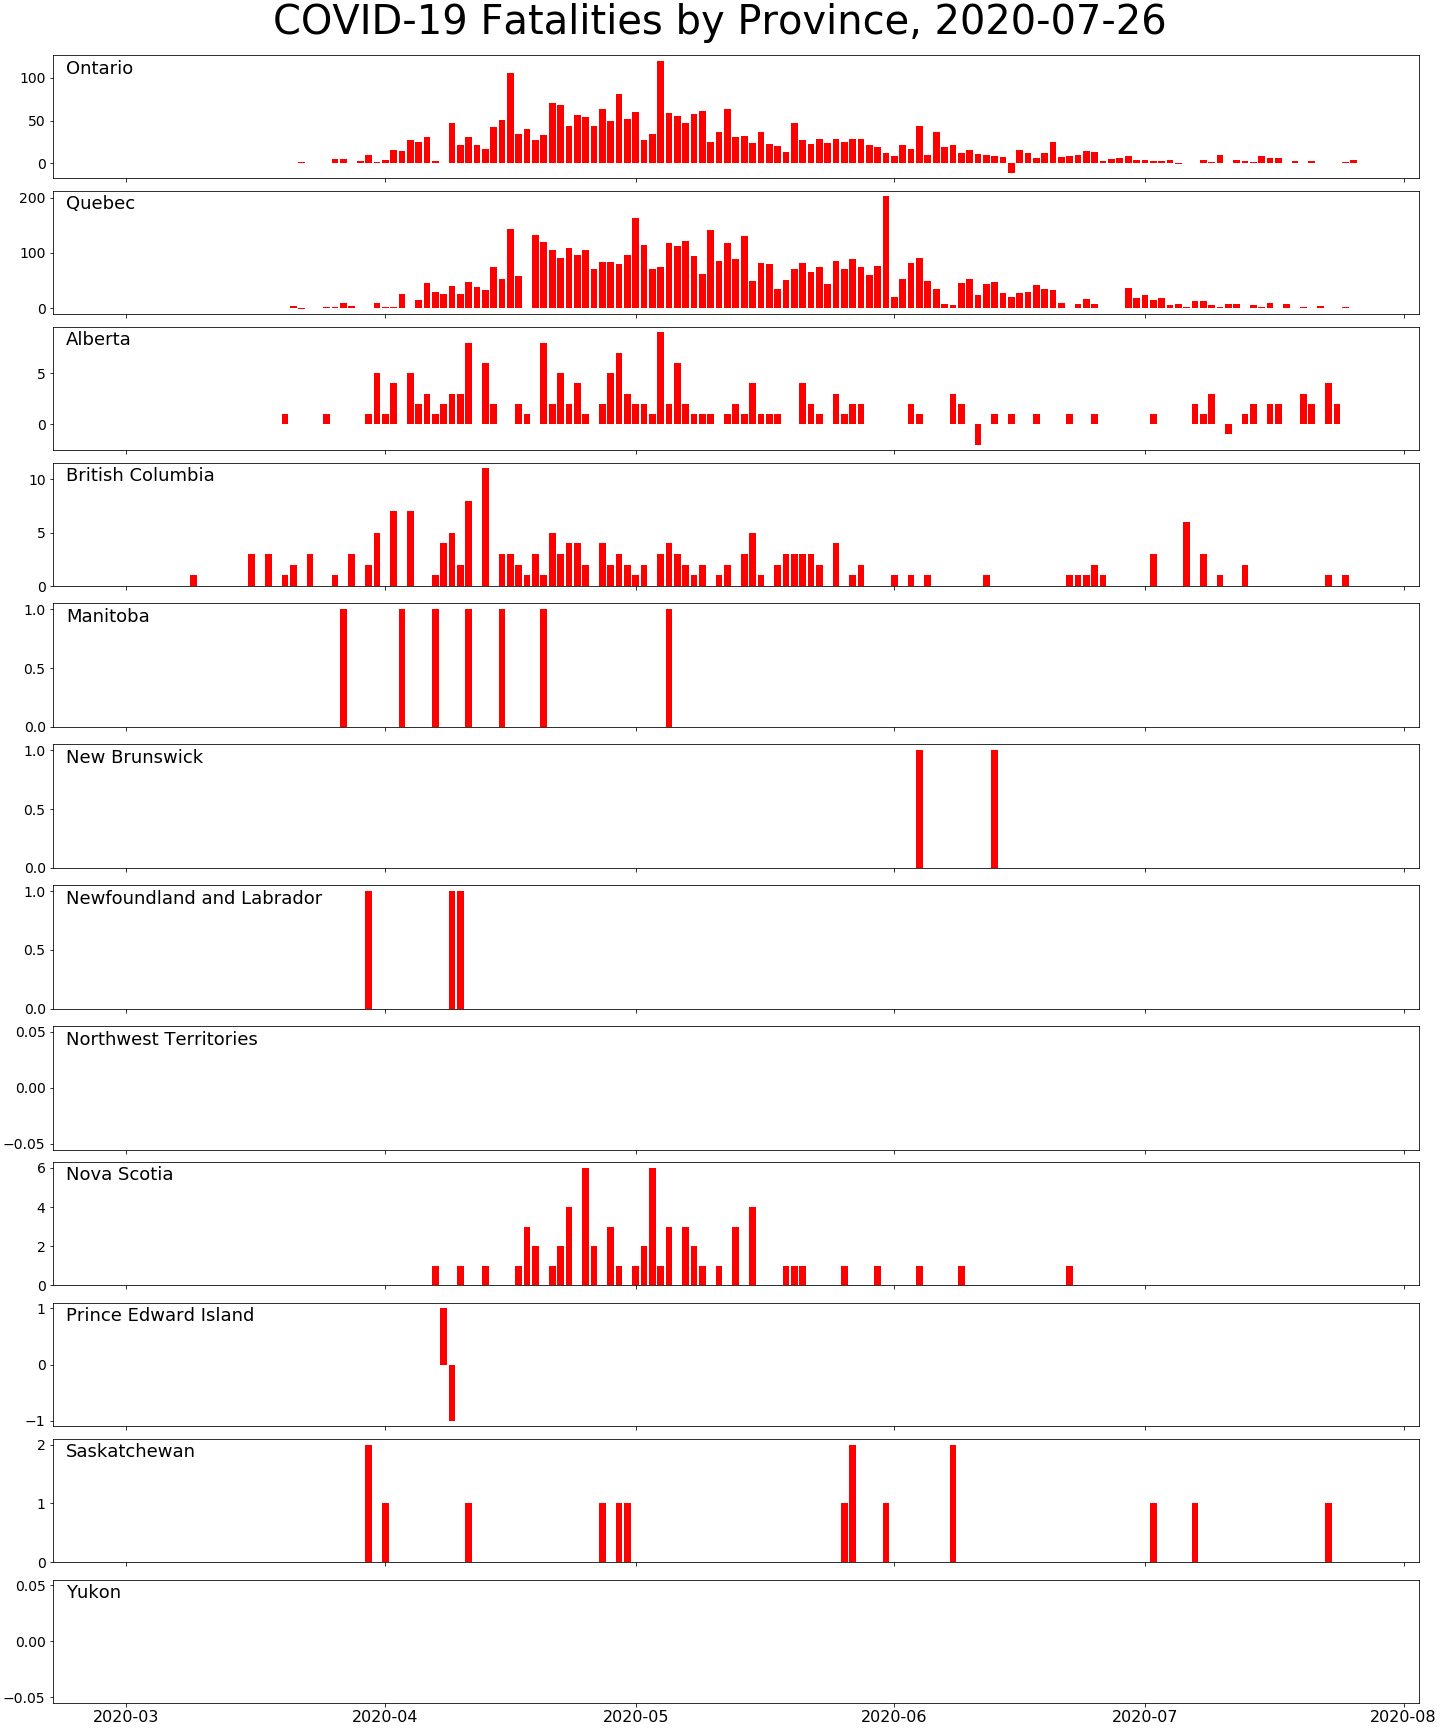 COVID-19 Fatalities by Province, 2020-07-26
Ontario
100
50
0
Quebec
200
100
0
Alberta
5
0
British Columbia
10
5
0
Manitoba
1.0
0.5
0.0
New Brunswick
1.0
0.5
0.0
Newfoundland and Labrador
1.0
0.5
0.0
Northwest Territories
0.05
0.00
−0.05
Nova Scotia
6
4
2
0
Prince Edward Island
1
0
−1
Saskatchewan
2
1
0
Yukon
0.05
0.00
−0.05
2020-03 2020-04 2020-05 2020-06 2020-07 2020-08